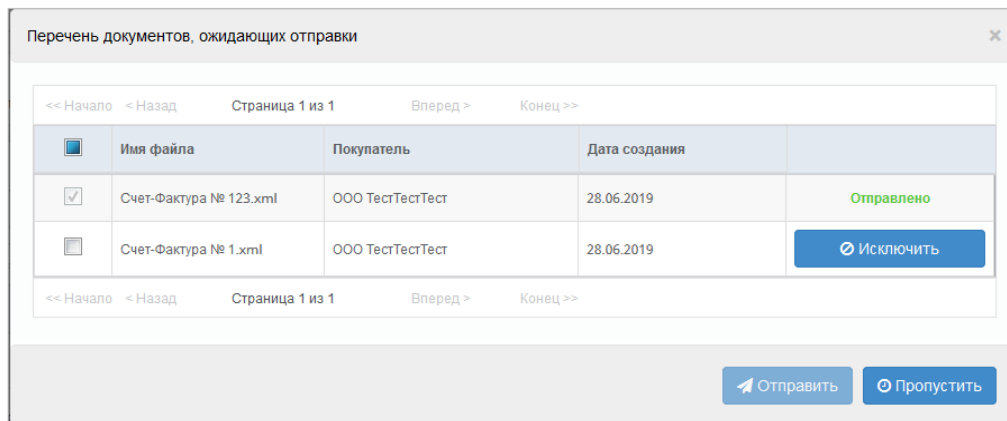 Перечень документов, ожидающих отправки ×
<< Начало < Назад Страница 1 из 1 Вперед > Конец >>
Имя файла Покупатель Дата создания
Счет-Фактура № 123.xml ООО ТестТестТест 28.06.2019 Отправлено
Счет-Фактура № 1.xml ООО ТестТестТест 28.06.2019 Исключить
<< Начало < Назад Страница 1 из 1 Вперед > Конец >>
Отправить Пропустить